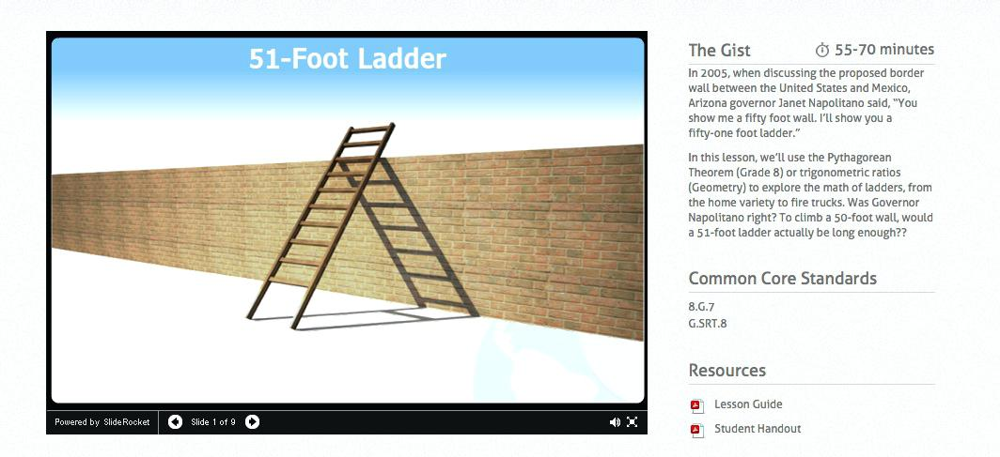 51-Foot Ladder
Powered by SlideRocket
Slide 1 of 9
The Gist
55-70 minutes
In 2005, when discussing the proposed border
wall between the United States and Mexico,
Arizona governor Janet Napolitano said, “You
show me a fifty foot wall. I’ll show you a
fifty-one foot ladder.”
In this lesson, we’ll use the Pythagorean
Theorem (Grade 8) or trigonometric ratios
(Geometry) to explore the math of ladders, from
the home variety to fire trucks. Was Governor
Napolitano right? To climb a 50-foot wall, would
a 51-foot ladder actually be long enough??
Common Core Standards
8.G.7
G.SRT.8
Resources
Lesson Guide
Student Handout